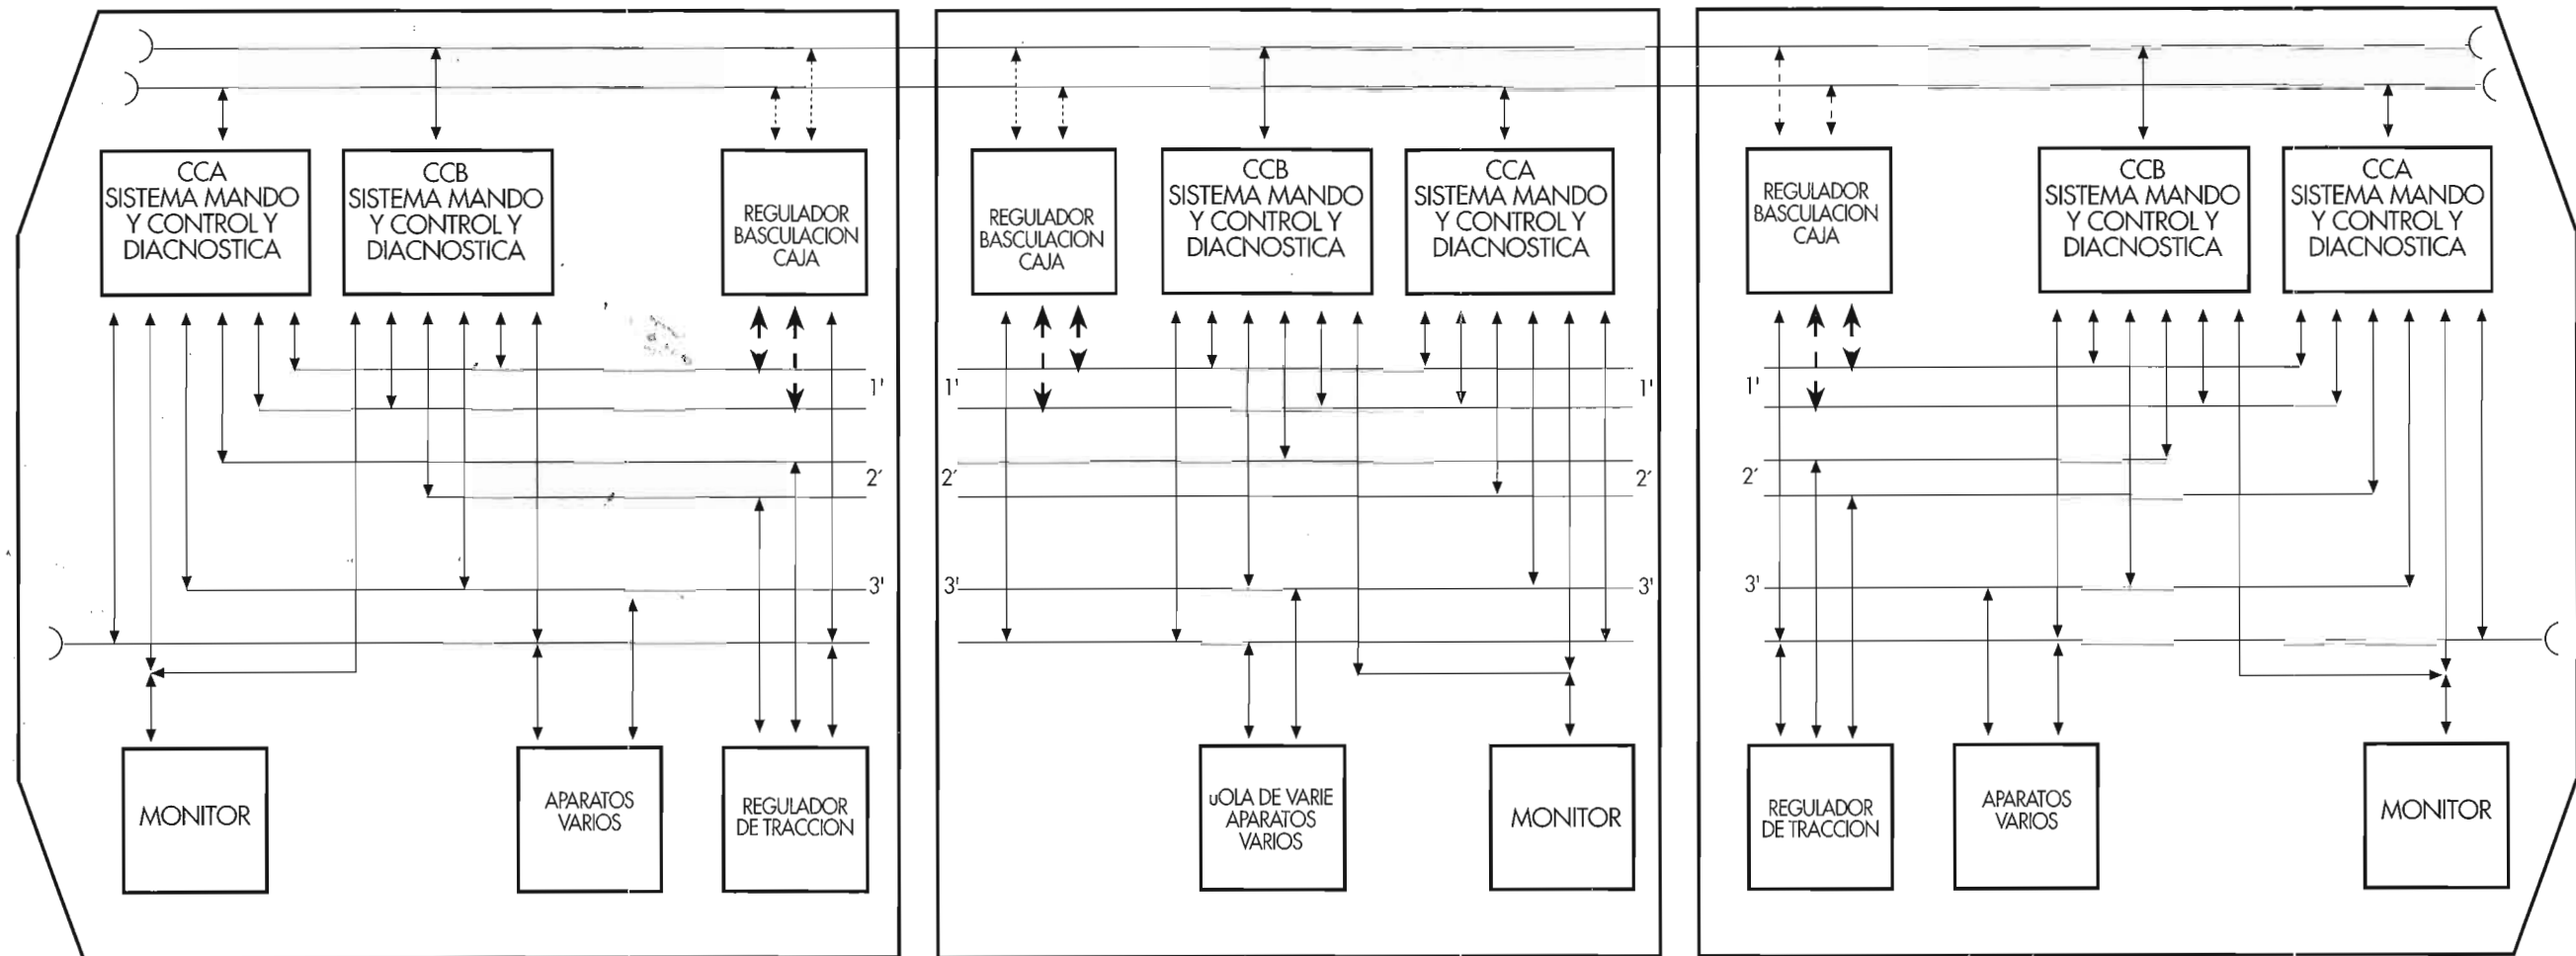 CCA
SISTEMA MANDO
Y CONTROL Y
DIACNOSTICA
CCB
SISTEMA MANDO
Y CONTROL Y
DIACNOSTICA
REGULADOR
BASCULACION
CAJA
REGULADOR
BASCULACION
CAJA
CCB
SISTEMA MANDO
Y CONTROL Y
DIACNOSTICA
CCA
SISTEMA MANDO
Y CONTROL Y
DIACNOSTICA
REGULADOR
BASCULACION
CAJA
CCB
SISTEMA MANDO
Y CONTROL Y
DIACNOSTICA
CCA
SISTEMA MANDO
Y CONTROL Y
DIACNOSTICA
1' 1' 1' 1'
2' 2' 2' 2'
3' 3' 3' 3'
MONITOR
APARATOS
VARIOS
REGULADOR
DE TRACCION
uOLA DE VARIE
APARATOS
VARIOS
MONITOR
REGULADOR
DE TRACCION
APARATOS
VARIOS
MONITOR